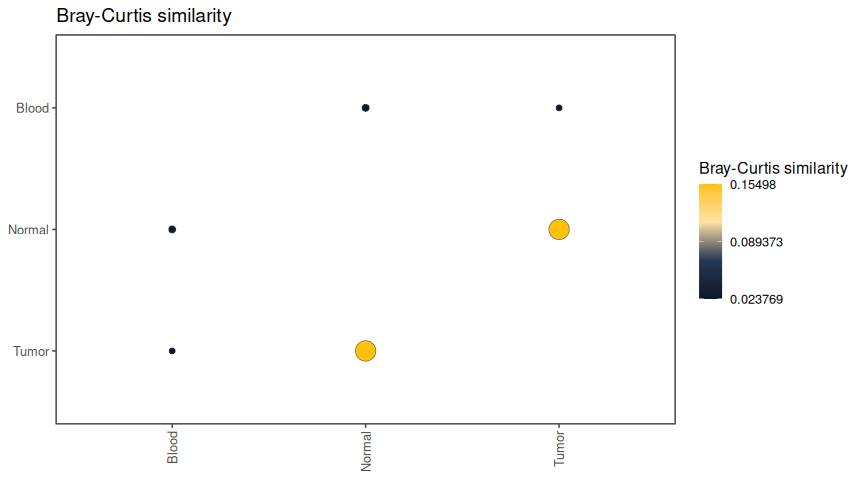 Bray-Curtis similarity
Blood
Normal
Tumor
Blood
Normal
Tumor
Bray-Curtis similarity
0.15498
0.089373
0.023769